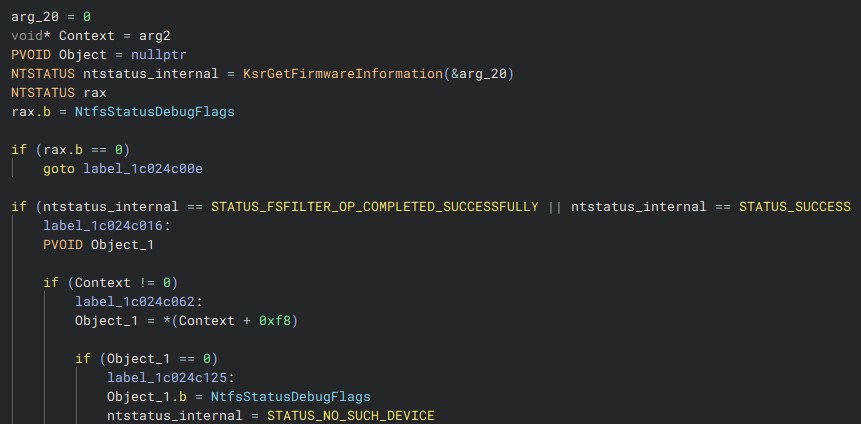 arg_20 = 0
void* Context = arg2
PVOID Object = nullptr
NTSTATUS ntstatus_internal = KsrGetFirmwareInformation(&arg_20)
NTSTATUS rax
rax.b = NtfsStatusDebugFlags
if (rax.b == 0)
goto label_1c024c00e
if (ntstatus_internal == STATUS_FSFILTER_OP_COMPLETED_SUCCESSFULLY || ntstatus_internal == STATUS_SUCCESS
label_1c024c016:
PVOID Object_1
if (Context != 0)
label_1c024c062:
Object_1 = *(Context + 0xf8)
if (Object_1 == 0)
label_1c024c125:
Object_1.b = NtfsStatusDebugFlags
ntstatus_internal = STATUS_NO_SUCH_DEVICE